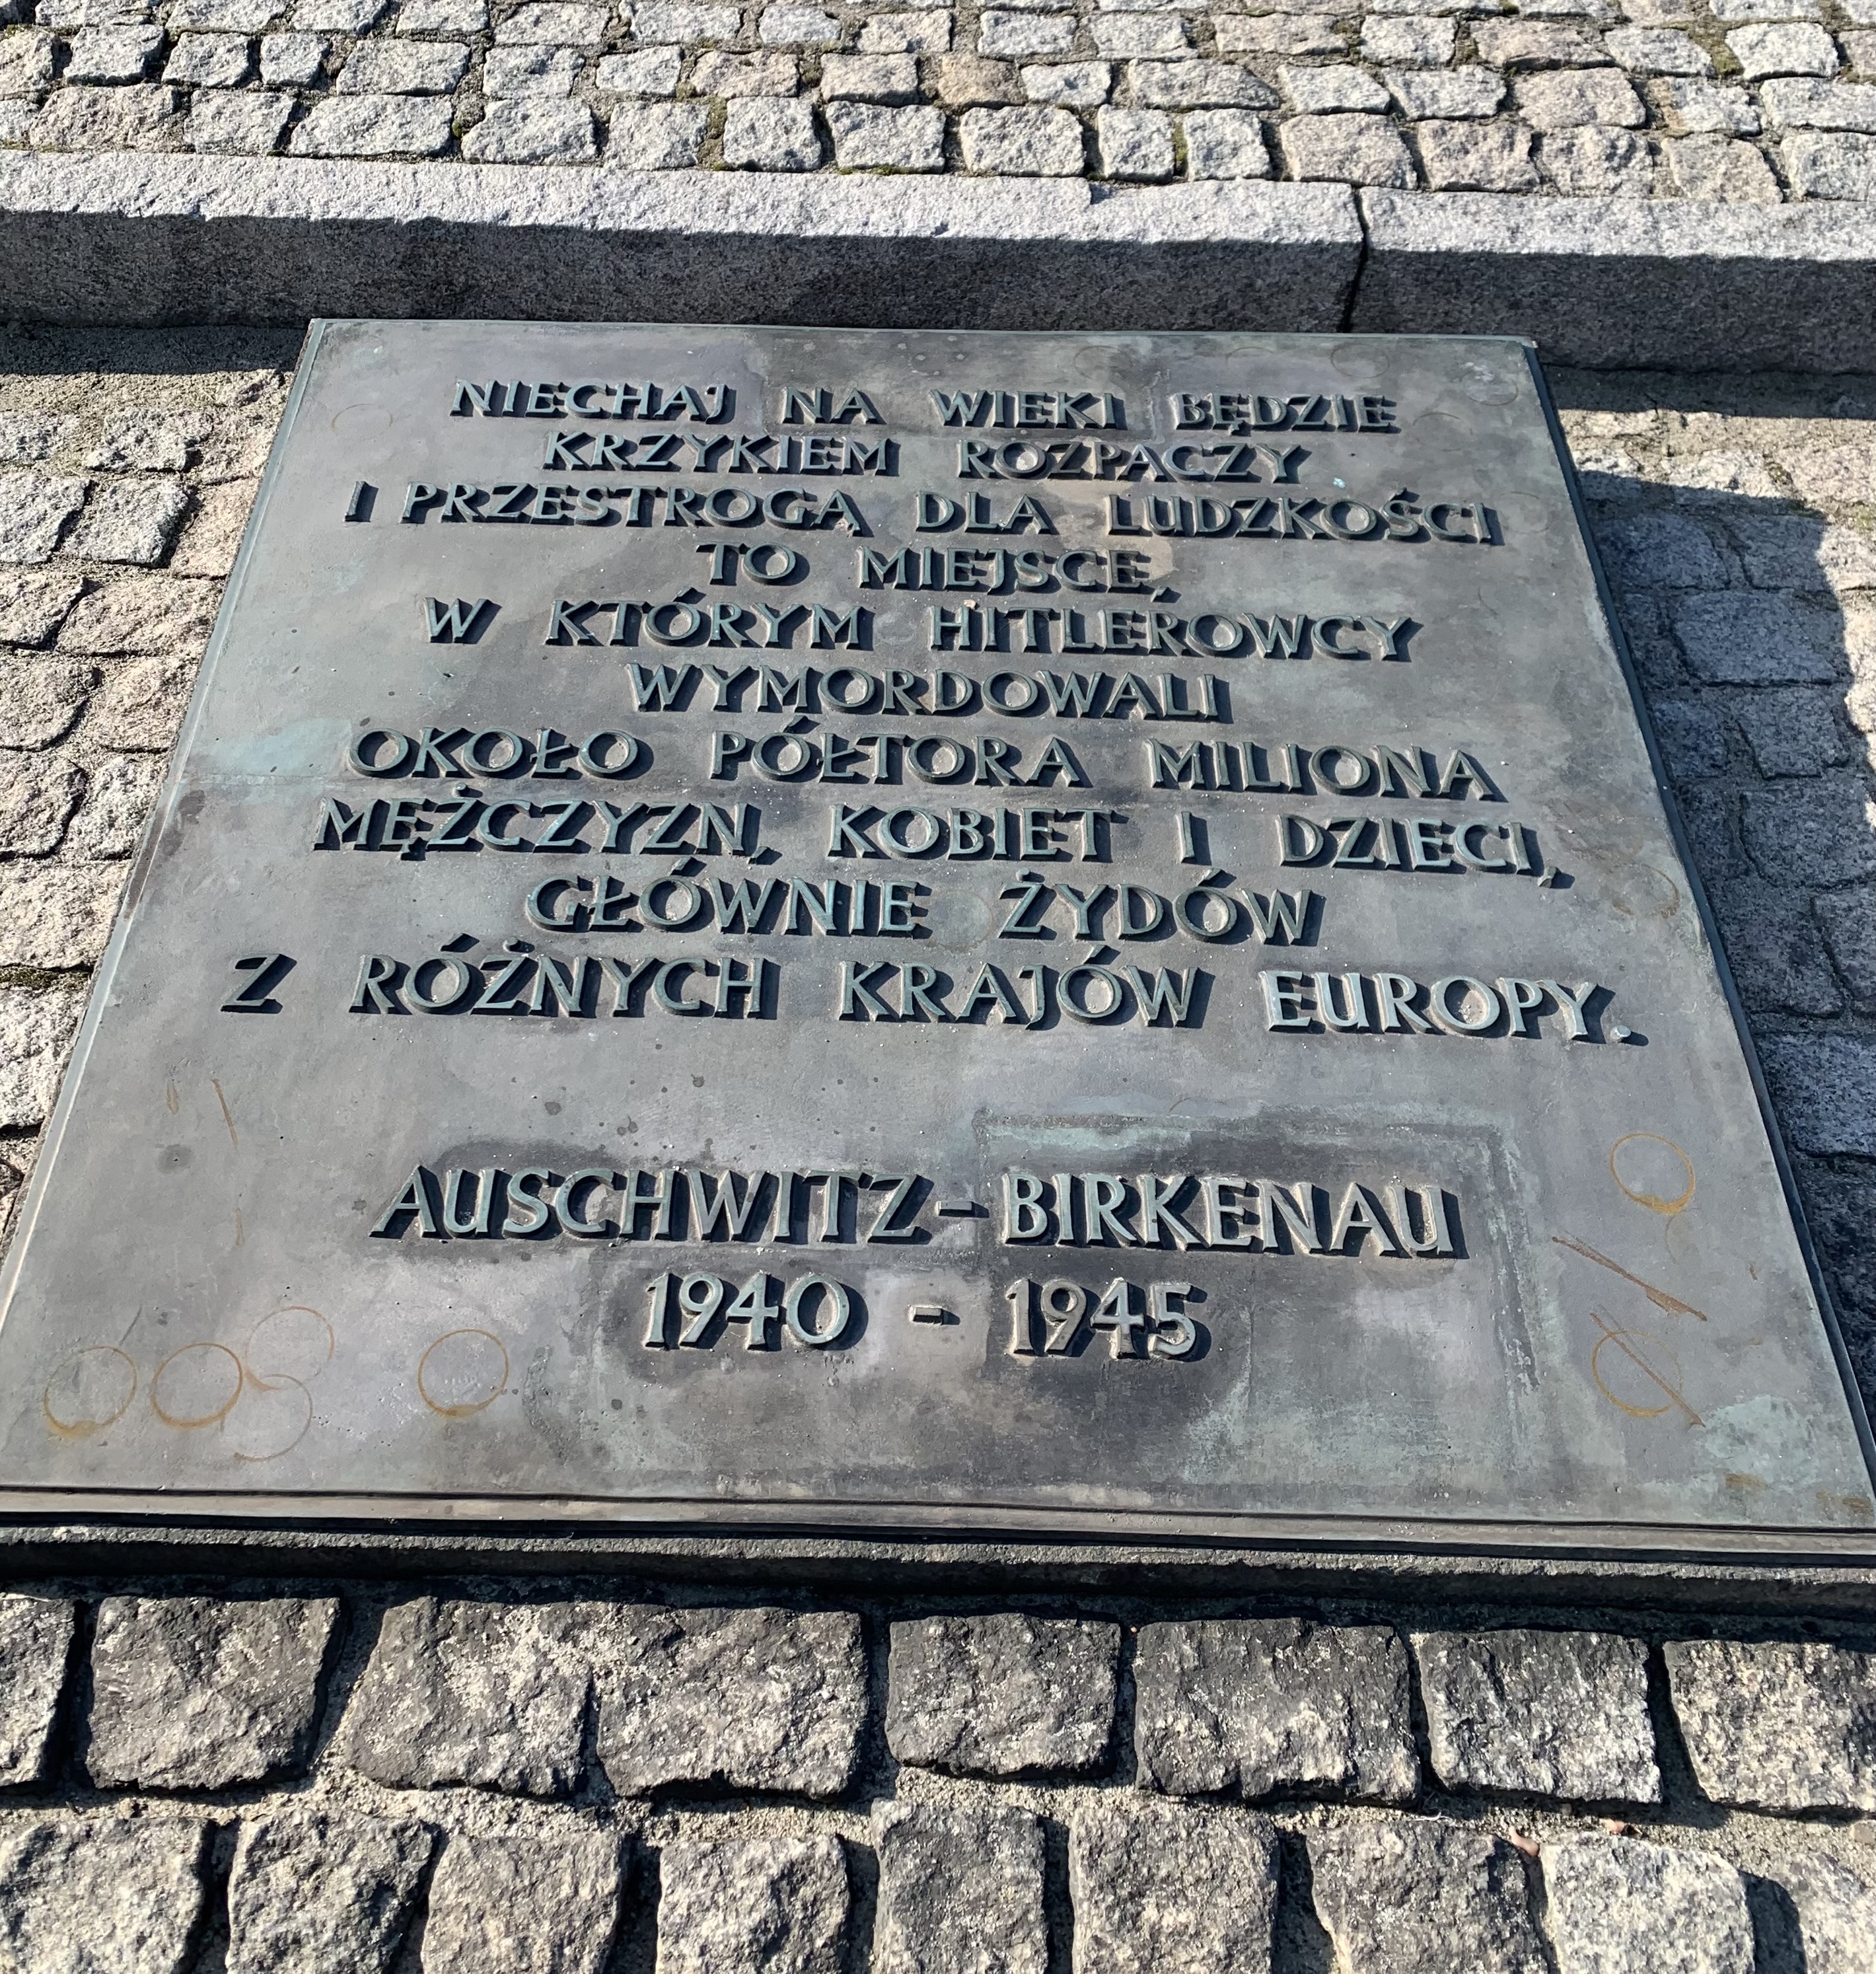 NIECHAJ NA WIEKI BĘDZIE
KRZYKIEM ROZPACZY
I PRZESTROGĄ DLA LUDZKOŚCI
TO MIEJSCE,
W KTÓRYM HITLEROWCY
WYMORDOWALI
OKOŁO PÓŁTORA MILIONA
MĘŻCZYZN, KOBIET I DZIECI,
GŁÓWNIE ŻYDÓW
Z RÓŻNYCH KRAJÓW EUROPY.
AUSCHWITZ-BIRKENAU
1940 - 1945